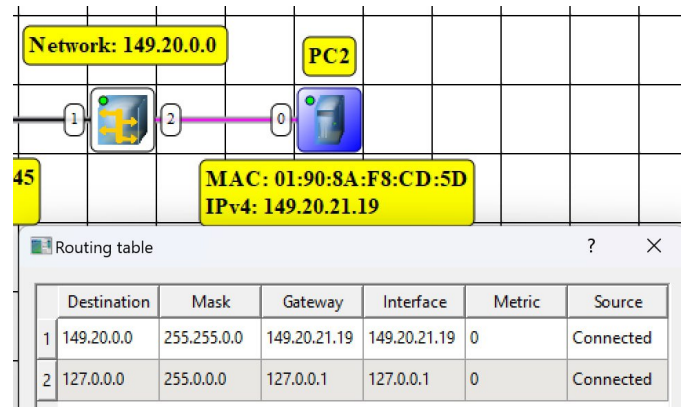 Network: 149.20.0.0
PC2
1
2
0
45
MAC: 01:90:8A:F8:CD:5D
IPv4: 149.20.21.19
Routing table ? ×
Destination Mask Gateway Interface Metric Source
1 149.20.0.0 255.255.0.0 149.20.21.19 149.20.21.19 0 Connected
2 127.0.0.0 255.0.0.0 127.0.0.1 127.0.0.1 0 Connected